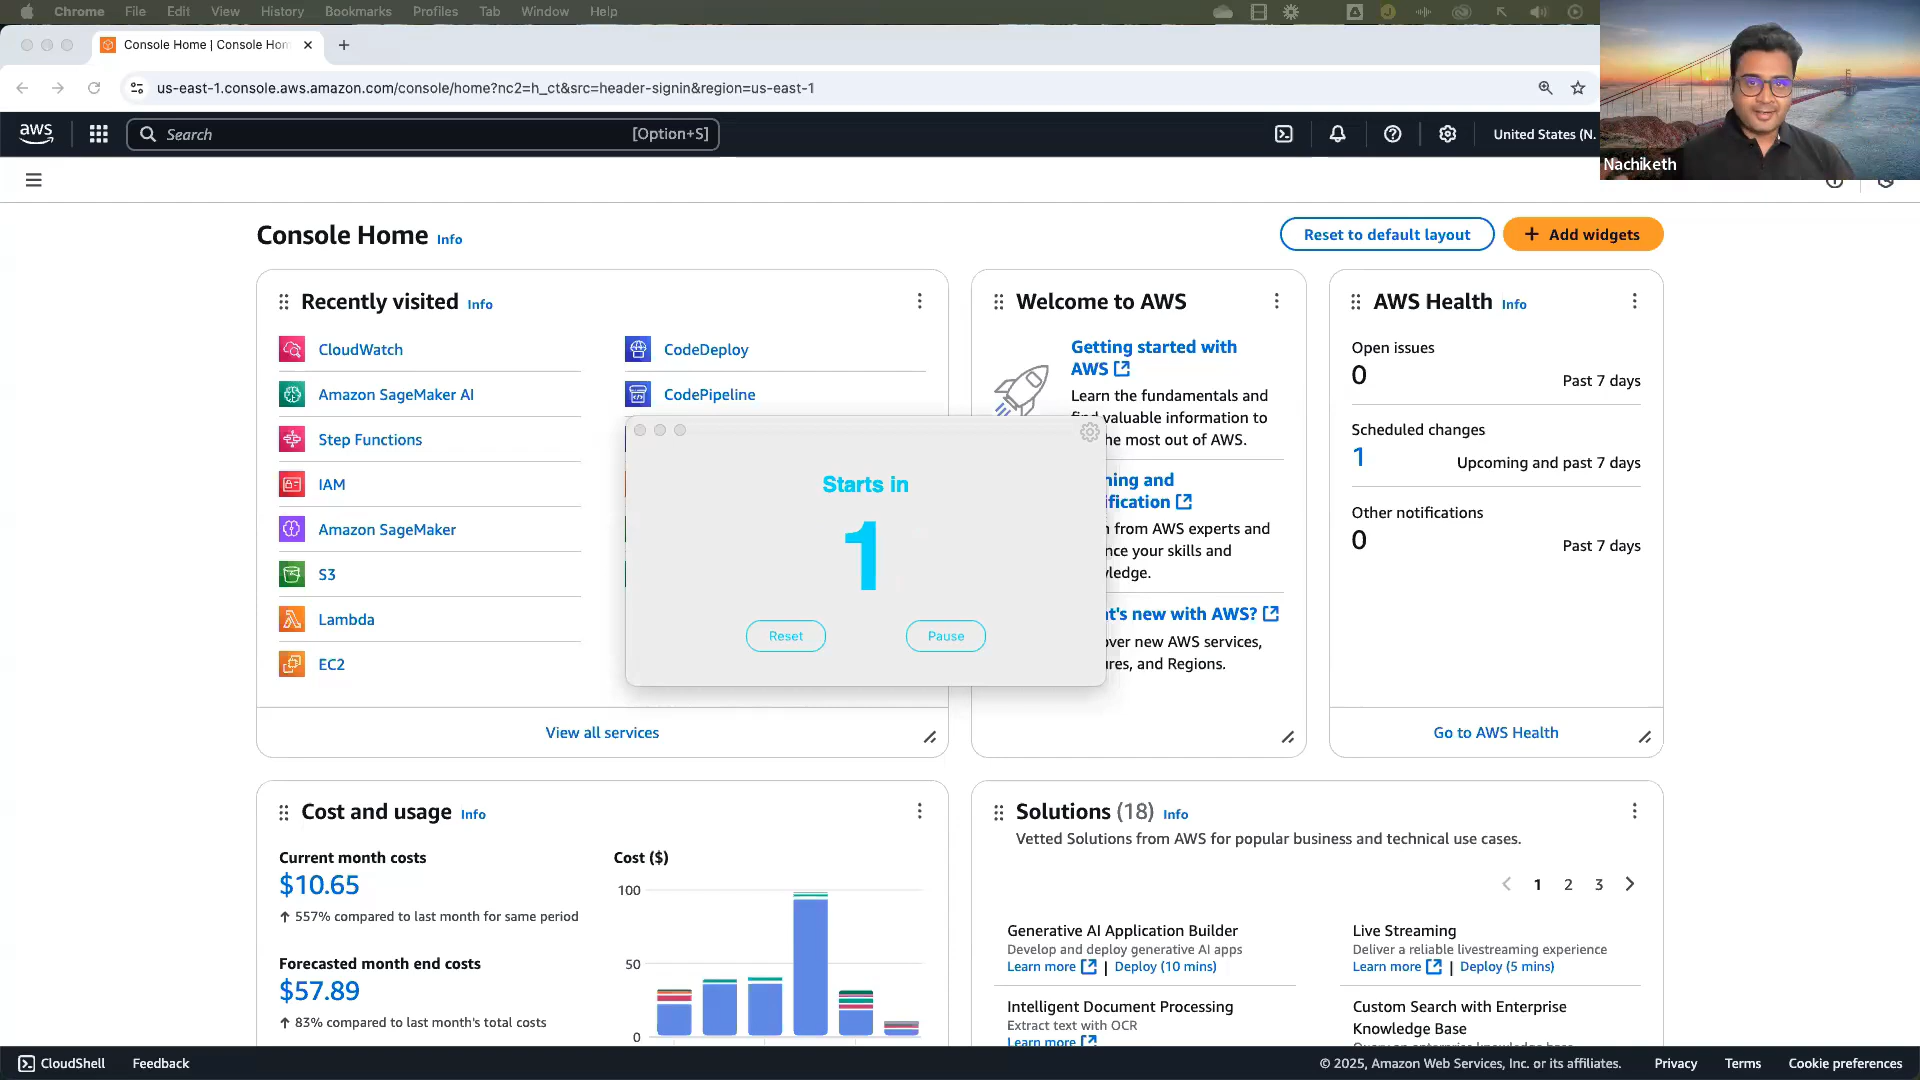 Chrome File Edit View History Bookmarks Profiles Tab Window Help
Console Home | Console Hom
us-east-1.console.aws.amazon.com/console/home?nc2=h_ct&src=header-signin&region=us-east-1
aws Search [Option+S] United States (N.
Nachiketh
Console Home Info
Reset to default layout
Add widgets
Recently visited Info
CloudWatch
Amazon SageMaker AI
Step Functions
IAM
Amazon SageMaker
S3
Lambda
EC2
CodeDeploy
CodePipeline
View all services
Starts in
1
Reset
Pause
Welcome to AWS
Getting started with
AWS
Learn the fundamentals and
valuable information to
the most out of AWS.
from AWS experts and
your skills and
What's new with AWS?
new AWS services,
and Regions.
AWS Health Info
Open issues
0
Past 7 days
Scheduled changes
1
Upcoming and past 7 days
Other notifications
0
Past 7 days
Go to AWS Health
Cost and usage Info
Current month costs
$10.65
557% compared to last month for same period
Forecasted month end costs
$57.89
83% compared to last month's total costs
Cost ($)
100
50
0
Solutions (18) Info
Vetted Solutions from AWS for popular business and technical use cases.
1 2 3
Generative AI Application Builder
Develop and deploy generative AI apps
Learn more | Deploy (10 mins)
Intelligent Document Processing
Extract text with OCR
Learn more
Live Streaming
Deliver a reliable livestreaming experience
Learn more | Deploy (5 mins)
Custom Search with Enterprise
Knowledge Base
CloudShell Feedback © 2025, Amazon Web Services, Inc. or its affiliates. Privacy Terms Cookie preferences